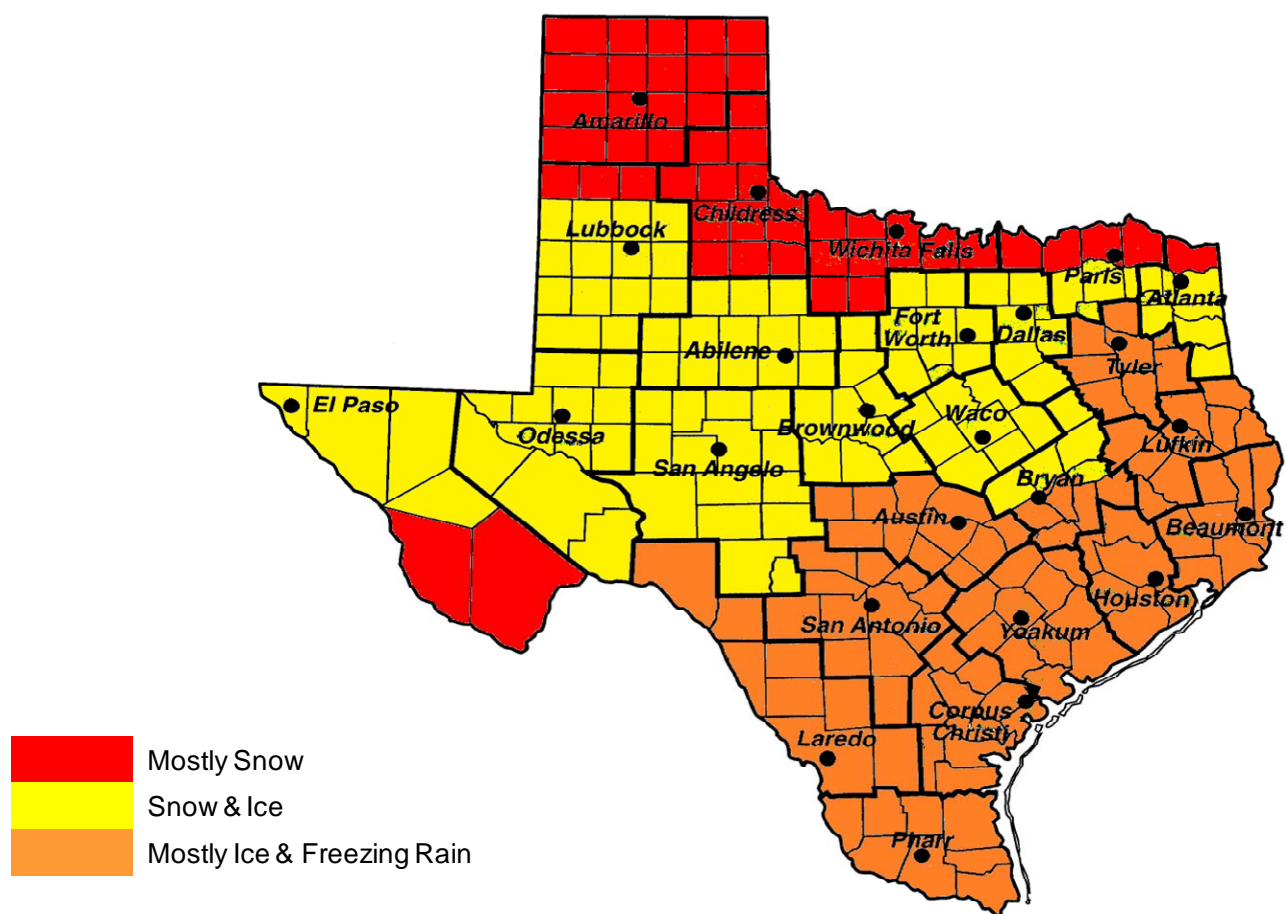 Amarillo
Childress
Lubbock
Wichita Falls
Paris
Atlanta
Fort
Worth
Dallas
Abilene
Tyler
El Paso
Odessa
Brownwood
Waco
San Angelo
Lufkin
Bryan
Austin
Beaumont
Houston
San Antonio
Yoakum
Corpus
Christi
Laredo
Pharr
Mostly Snow
Snow & Ice
Mostly Ice & Freezing Rain